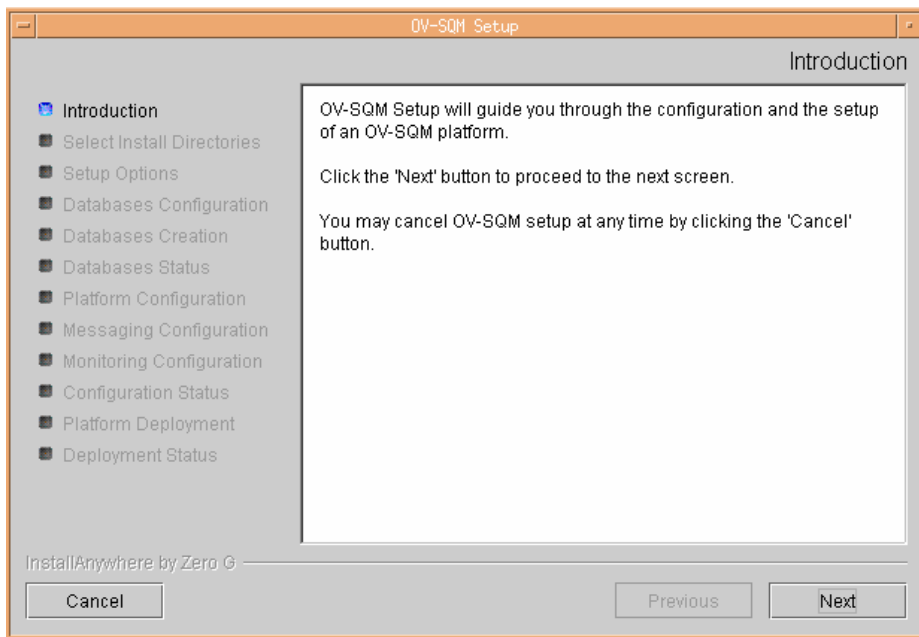 OV-SQM Setup
Introduction
Introduction
Select Install Directories
Setup Options
Databases Configuration
Databases Creation
Databases Status
Platform Configuration
Messaging Configuration
Monitoring Configuration
Configuration Status
Platform Deployment
Deployment Status
OV-SQM Setup will guide you through the configuration and the setup
of an OV-SQM platform.
Click the 'Next' button to proceed to the next screen.
You may cancel OV-SQM setup at any time by clicking the 'Cancel'
button.
InstallAnywhere by Zero G
Cancel
Previous
Next